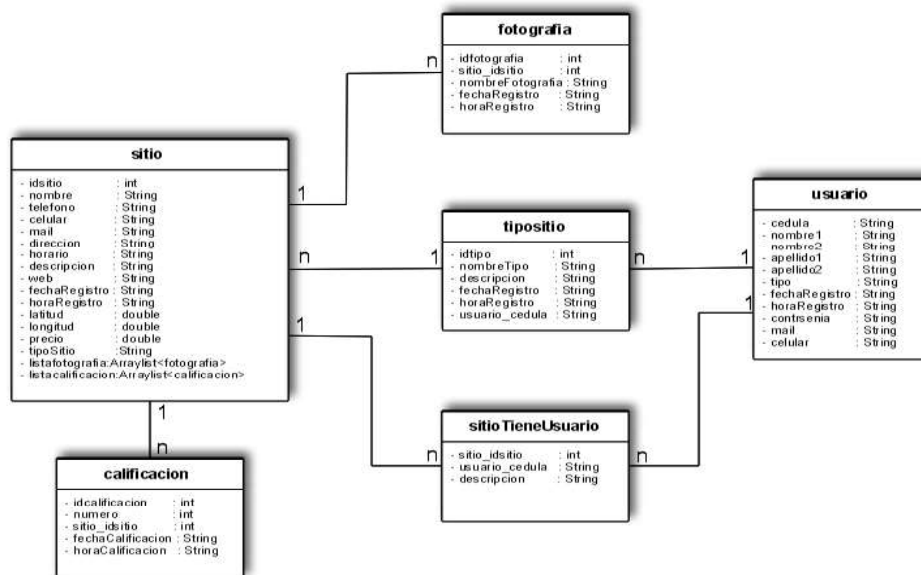 fotografia
- idfotografia : int
- sitio_idsitio : int
- nombreFotografia : String
- fechaRegistro : String
- horaRegistro : String
n
1
sitio
- idsitio : int
- nombre : String
- telefono : String
- celular : String
- mail : String
- direccion : String
- horario : String
- descripcion : String
- web : String
- fechaRegistro : String
- horaRegistro : String
- latitud : double
- longitud : double
- precio : double
- tipoSitio :String
- listafotografia:Arraylist<fotografia>
- listacalificacion:Arraylist<calificacion>
n
1
tipositio
- idtipo : int
- nombreTipo : String
- descripcion : String
- fechaRegistro : String
- horaRegistro : String
- usuario_cedula : String
n
1
usuario
- cedula : String
- nombre1 : String
- nombre2 : String
- apellido1 : String
- apellido2 : String
- tipo : String
- fechaRegistro : String
- horaRegistro : String
- contrsenia : String
- mail : String
- celular : String
1
1
sitioTieneUsuario
- sitio_idsitio : int
- usuario_cedula : String
- descripcion : String
n
n
1
n
calificacion
- idcalificacion : int
- numero : int
- sitio_idsitio : int
- fechaCalificacion : String
- horaCalificacion : String